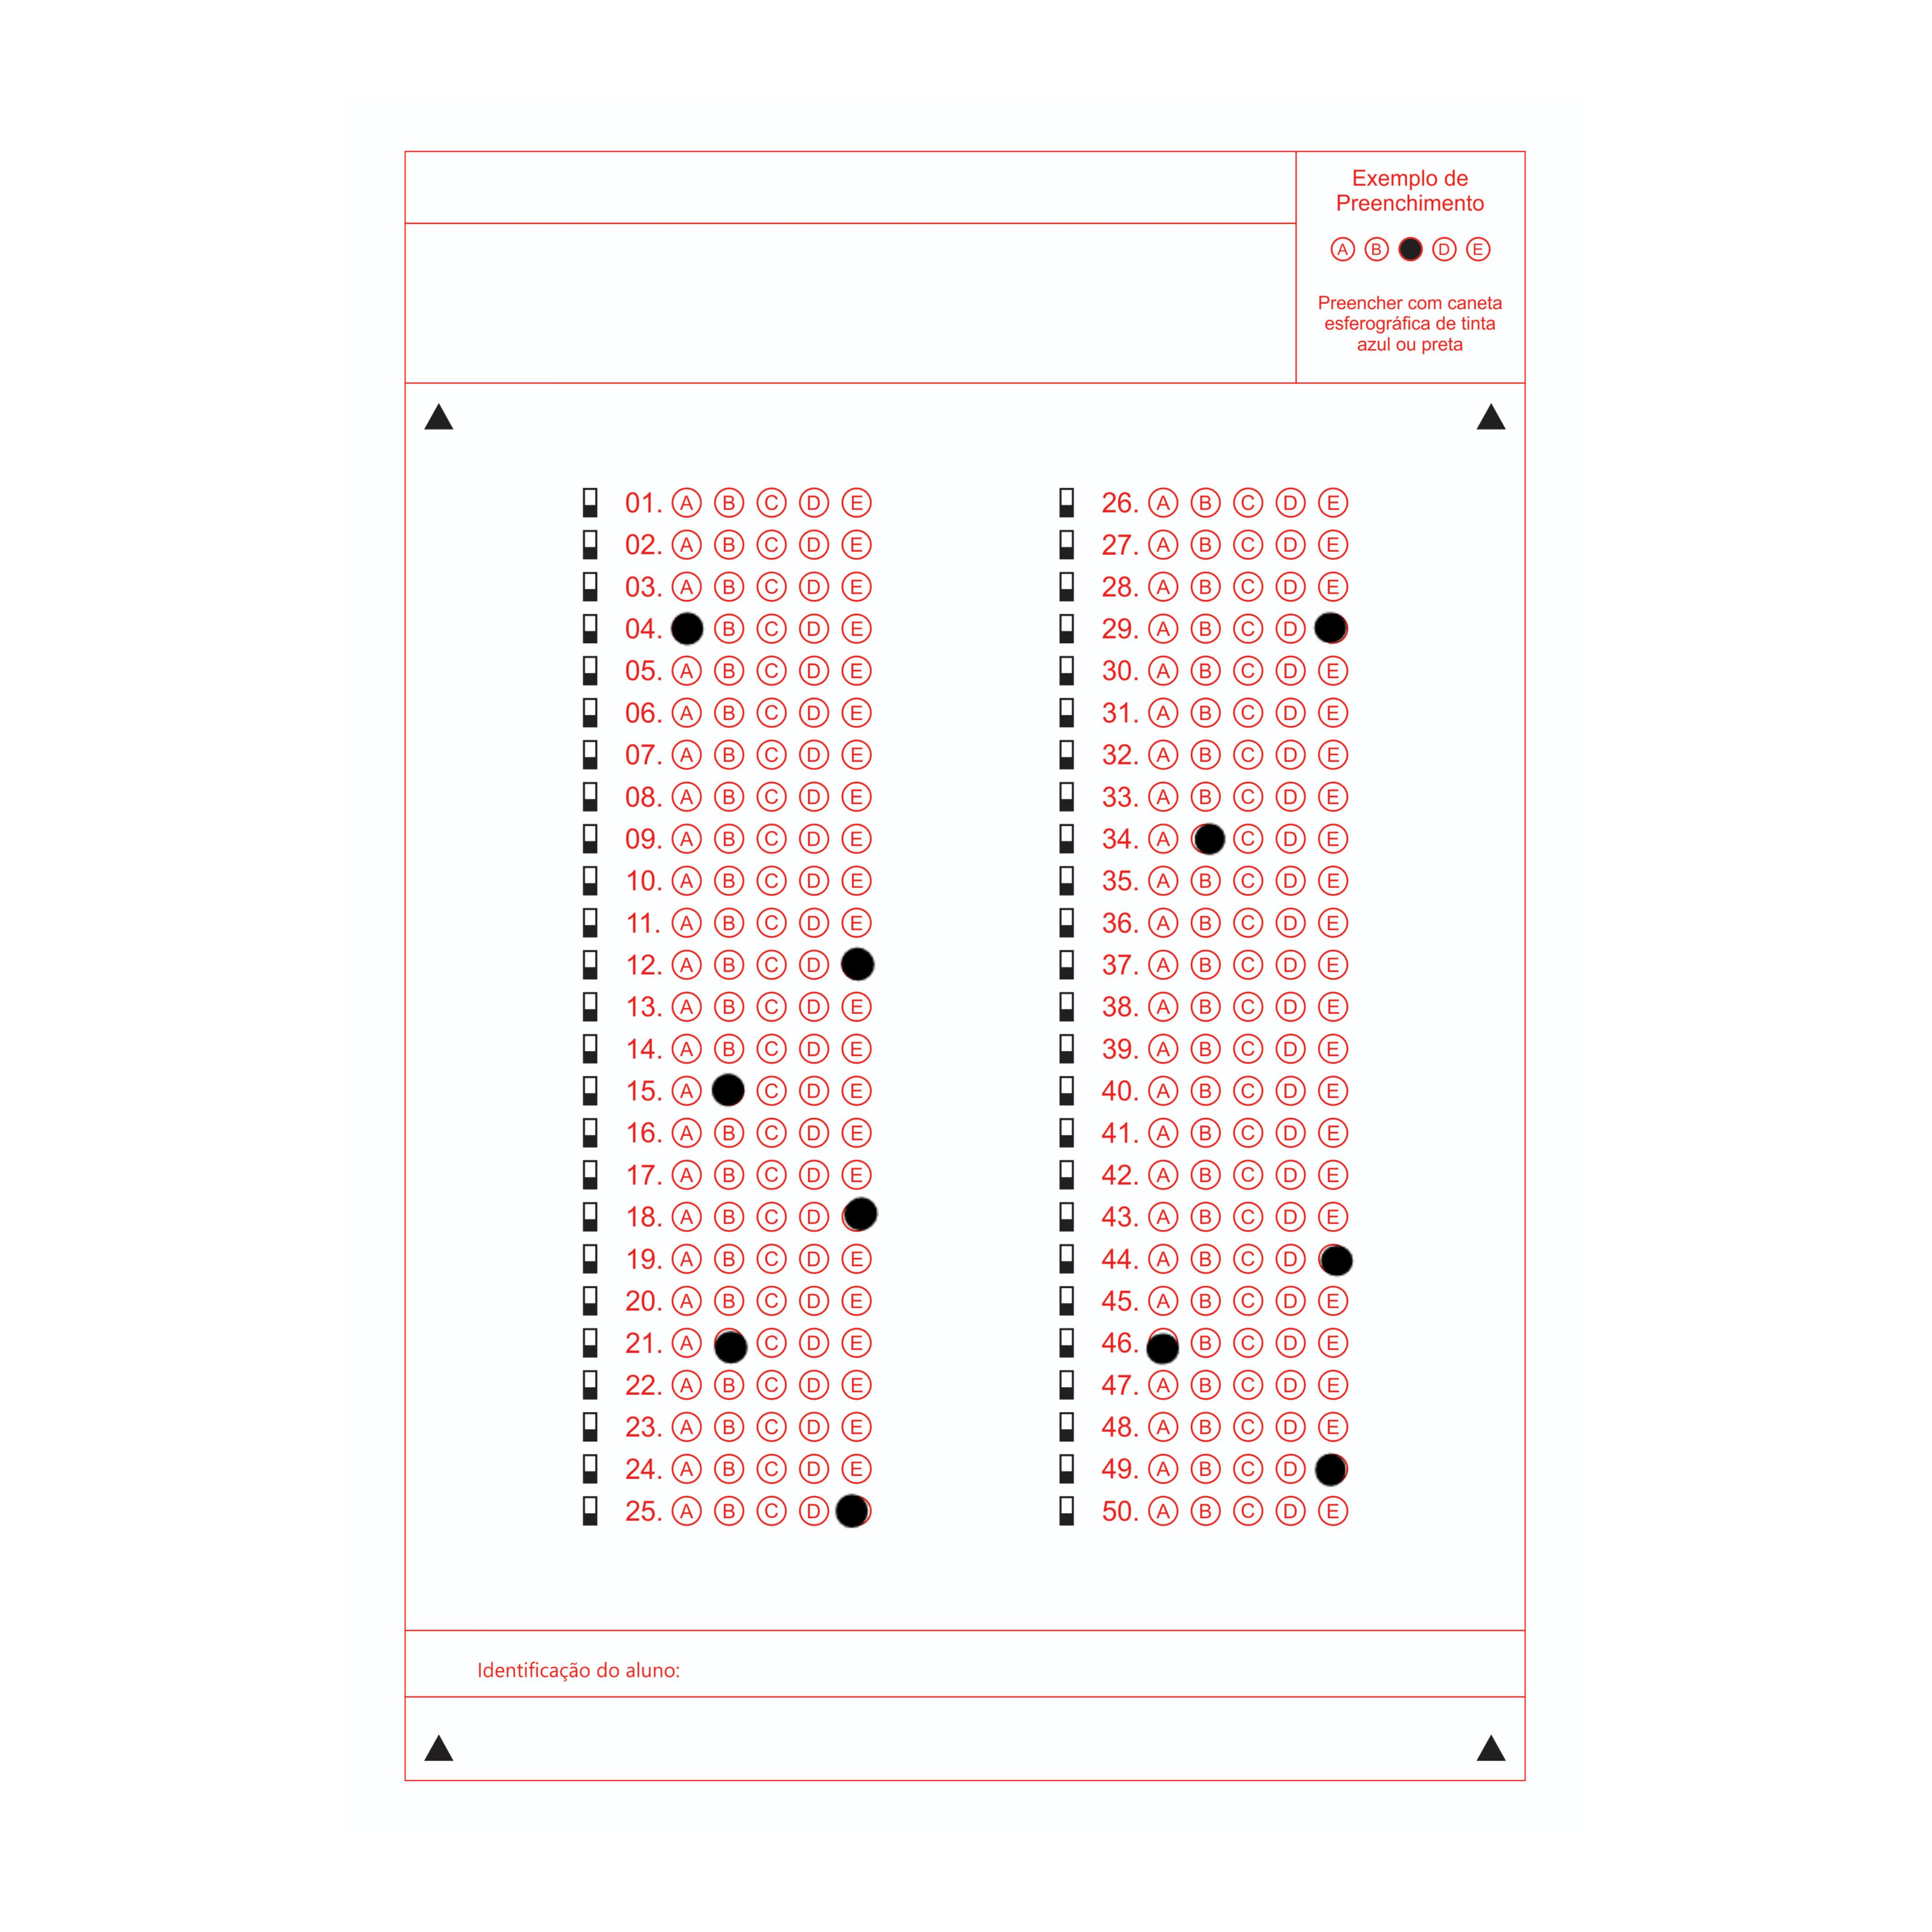 Exemplo de
Preenchimento
A B D E
Preencher com caneta
esferográfica de tinta
azul ou preta
01. A B C D E
02. A B C D E
03. A B C D E
04. B C D E
05. A B C D E
06. A B C D E
07. A B C D E
08. A B C D E
09. A B C D E
10. A B C D E
11. A B C D E
12. A B C D
13. A B C D E
14. A B C D E
15. A C D E
16. A B C D E
17. A B C D E
18. A B C D
19. A B C D E
20. A B C D E
21. A C D E
22. A B C D E
23. A B C D E
24. A B C D E
25. A B C D
26. A B C D E
27. A B C D E
28. A B C D E
29. A B C D
30. A B C D E
31. A B C D E
32. A B C D E
33. A B C D E
34. A C D E
35. A B C D E
36. A B C D E
37. A B C D E
38. A B C D E
39. A B C D E
40. A B C D E
41. A B C D E
42. A B C D E
43. A B C D E
44. A B C D
45. A B C D E
46. B C D E
47. A B C D E
48. A B C D E
49. A B C D
50. A B C D E
Identificação do aluno: